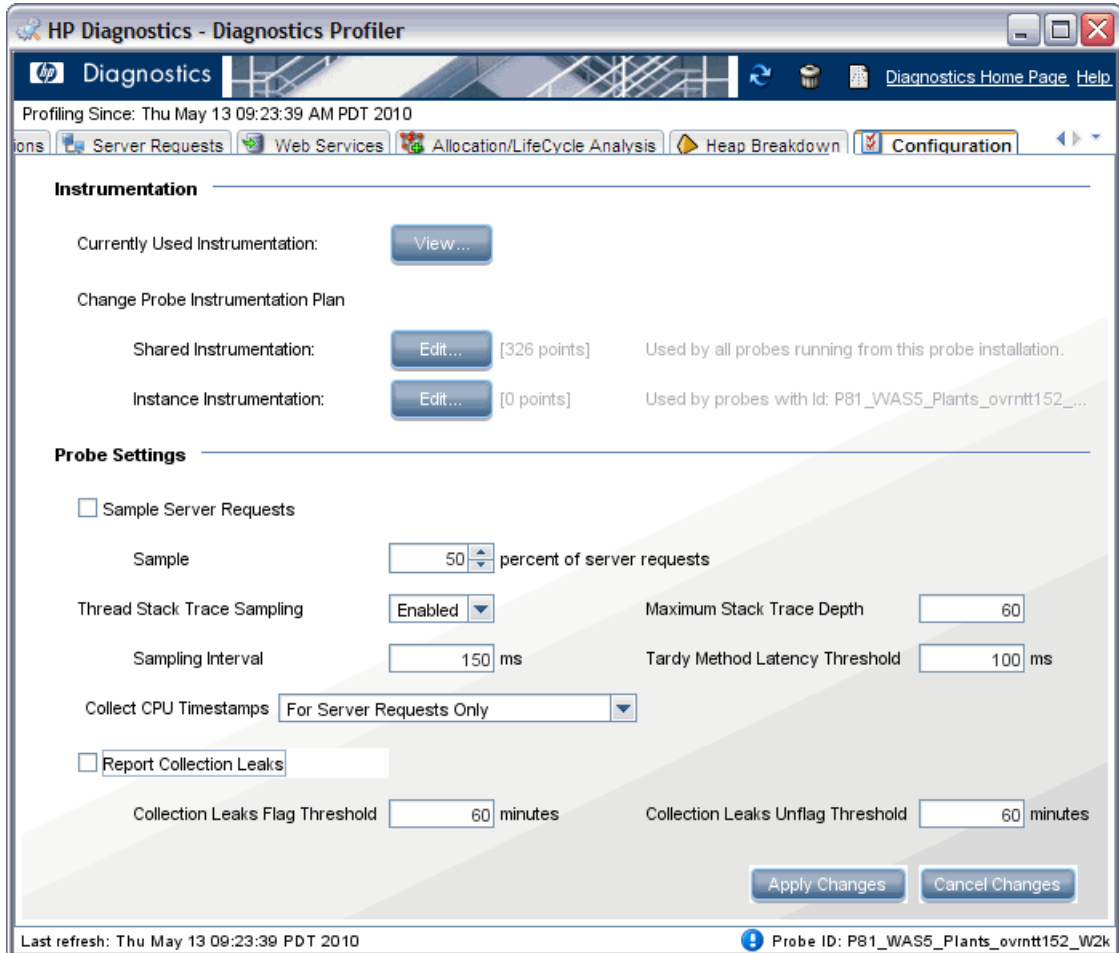 HP Diagnostics - Diagnostics Profiler
hp Diagnostics Diagnostics Home Page Help
Profiling Since: Thu May 13 09:23:39 AM PDT 2010
ions Server Requests Web Services Allocation/LifeCycle Analysis Heap Breakdown Configuration
Instrumentation
Currently Used Instrumentation: View...
Change Probe Instrumentation Plan
Shared Instrumentation: Edit... [326 points] Used by all probes running from this probe installation.
Instance Instrumentation: Edit... [0 points] Used by probes with Id: P81_WAS5_Plants_ovrntt152_...
Probe Settings
Sample Server Requests
Sample 50 percent of server requests
Thread Stack Trace Sampling Enabled Maximum Stack Trace Depth 60
Sampling Interval 150 ms Tardy Method Latency Threshold 100 ms
Collect CPU Timestamps For Server Requests Only
Report Collection Leaks
Collection Leaks Flag Threshold 60 minutes Collection Leaks Unflag Threshold 60 minutes
Apply Changes Cancel Changes
Last refresh: Thu May 13 09:23:39 PDT 2010 Probe ID: P81_WAS5_Plants_ovrntt152_W2k